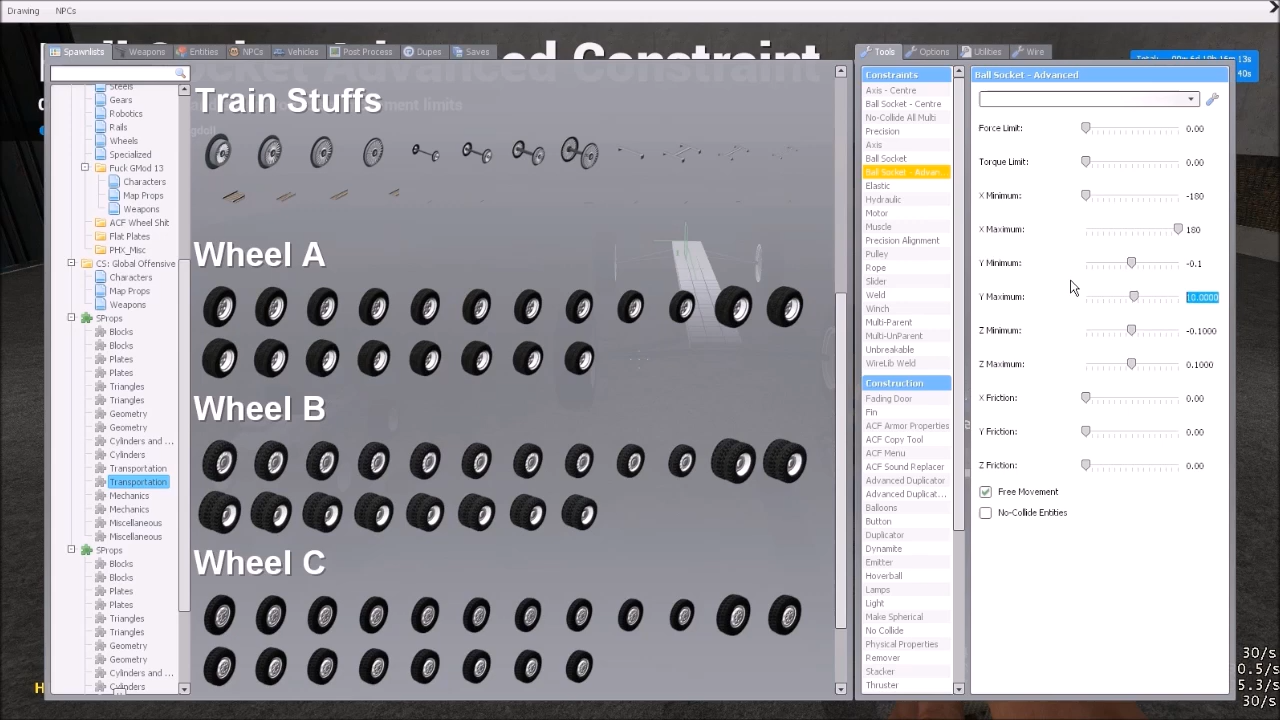 Drawing NPCs
Spawnlists Weapons Entities NPCs Vehicles Post Process Dupes Saves
Steels
Gears
Robotics
Rails
Wheels
Specialized
Fuck GMod 13
Characters
Map Props
Weapons
ACF Wheel Shit
Flat Plates
PHX_Misc
CS: Global Offensive
Characters
Map Props
Weapons
SProps
Blocks
Blocks
Plates
Plates
Triangles
Triangles
Geometry
Geometry
Cylinders and ...
Cylinders
Transportation
Transportation
Mechanics
Mechanics
Miscellaneous
Miscellaneous
SProps
Blocks
Blocks
Plates
Plates
Triangles
Triangles
Geometry
Geometry
Cylinders and ...
Cylinders
Train Stuffs
Wheel A
Wheel B
Wheel C
Constraint
Tools Options Utilities Wire
Constraints
Axis - Centre
Ball Socket - Centre
No-Collide All Multi
Precision
Axis
Ball Socket
Ball Socket - Advan...
Elastic
Hydraulic
Motor
Muscle
Precision Alignment
Pulley
Rope
Slider
Weld
Winch
Multi-Parent
Multi-UnParent
Unbreakable
WireLib Weld
Construction
Fading Door
Fin
ACF Armor Properties
ACF Copy Tool
ACF Menu
ACF Sound Replacer
Advanced Duplicator
Advanced Duplicat...
Balloons
Button
Duplicator
Dynamite
Emitter
Hoverball
Lamps
Light
Make Spherical
No Collide
Physical Properties
Remover
Stacker
Thruster
Ball Socket - Advanced
Force Limit: 0.00
Torque Limit: 0.00
X Minimum: -180
X Maximum: 180
Y Minimum: -0.1
Y Maximum: 10.0000
Z Minimum: -0.1000
Z Maximum: 0.1000
X Friction: 0.00
Y Friction: 0.00
Z Friction: 0.00
Free Movement
No-Collide Entities
30/s
0.5/s
5.3/s
30/s